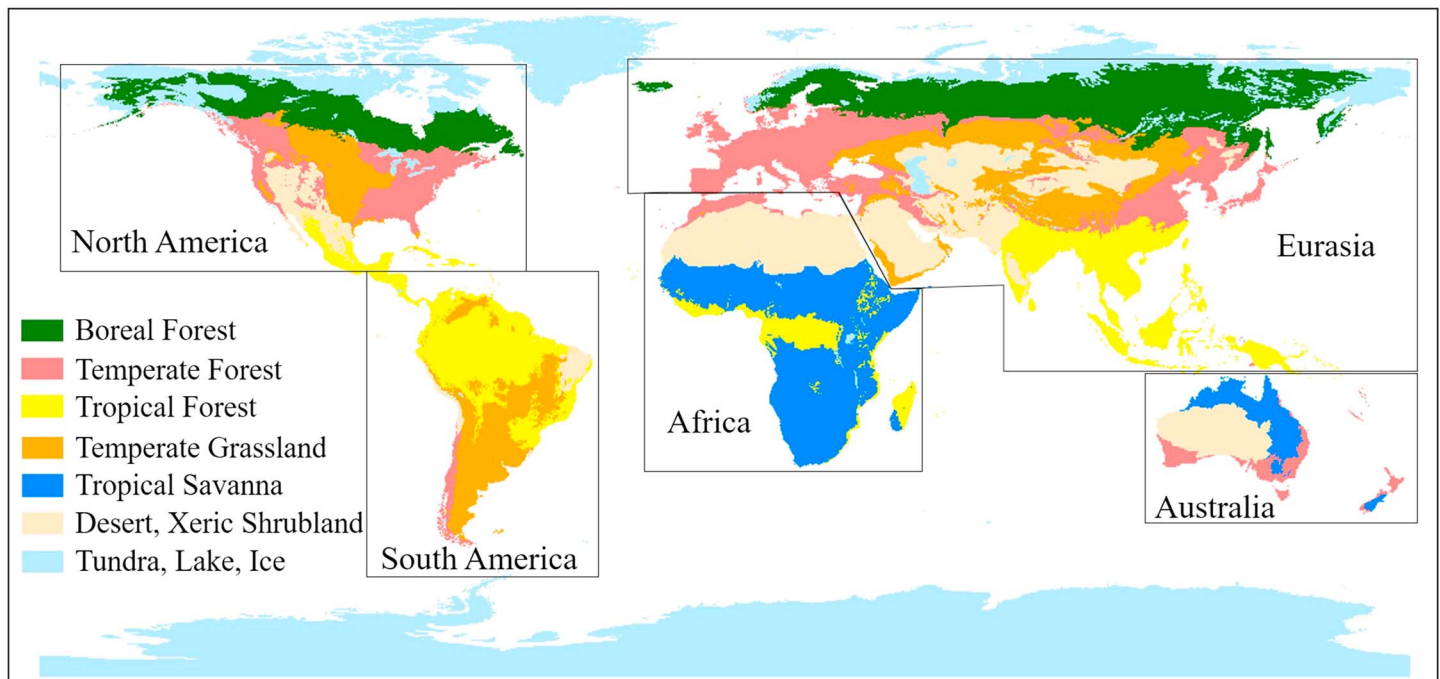 North America
Eurasia
Boreal Forest
Temperate Forest
Tropical Forest
Temperate Grassland
Tropical Savanna
Desert, Xeric Shrubland
Tundra, Lake, Ice
Africa
Australia
South America